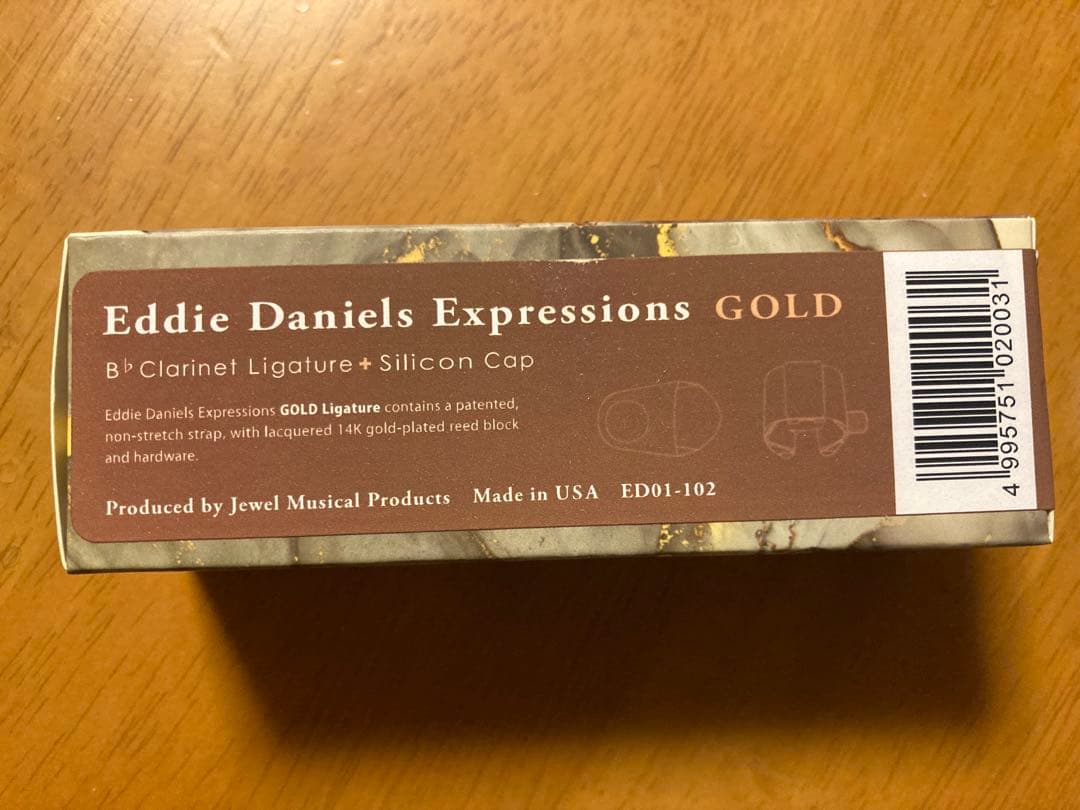 Eddie Daniels Expressions GOLD
B♭ Clarinet Ligature + Silicon Cap
Eddie Daniels Expressions GOLD Ligature contains a patented,
non-stretch strap, with lacquered 14K gold-plated reed block
and hardware.
Produced by Jewel Musical Products Made in USA ED01-102
4 995751 020031